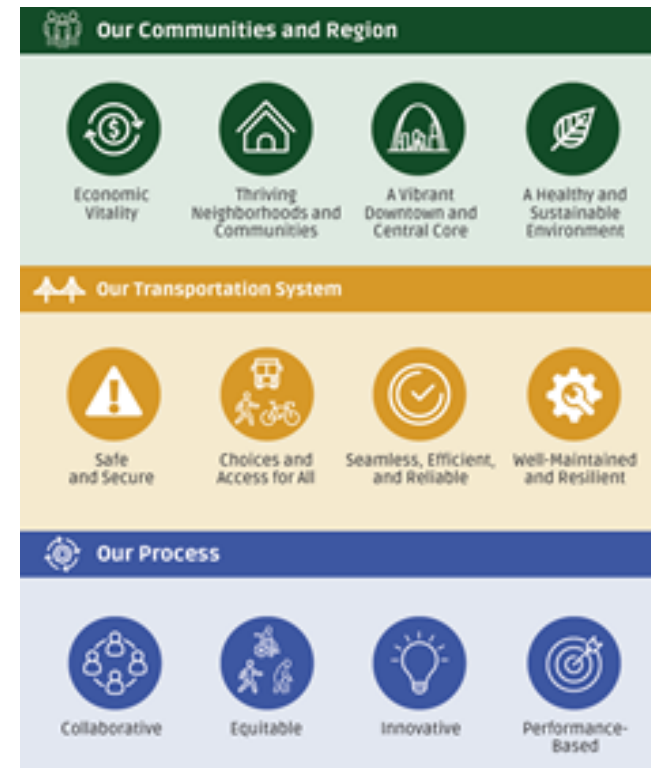 Our Communities and Region
Economic
Vitality
Thriving
Neighborhoods and
Communities
A Vibrant
Downtown and
Central Core
A Healthy and
Sustainable
Environment
Our Transportation System
Safe
and Secure
Choices and
Access for All
Seamless, Efficient,
and Reliable
Well-Maintained
and Resilient
Our Process
Collaborative
Equitable
Innovative
Performance-
Based